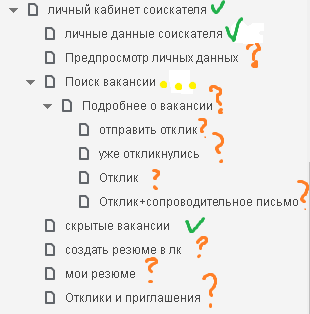 личный кабинет соискателя
личные данные соискателя
Предпросмотр личных данных ?
Поиск вакансии ...
Подробнее о вакансии ?
отправить отклик ?
уже откликнулись ?
Отклик ?
Отклик+сопроводительное письмо ?
скрытые вакансии
создать резюме в лк ?
мои резюме ?
Отклики и приглашения ?